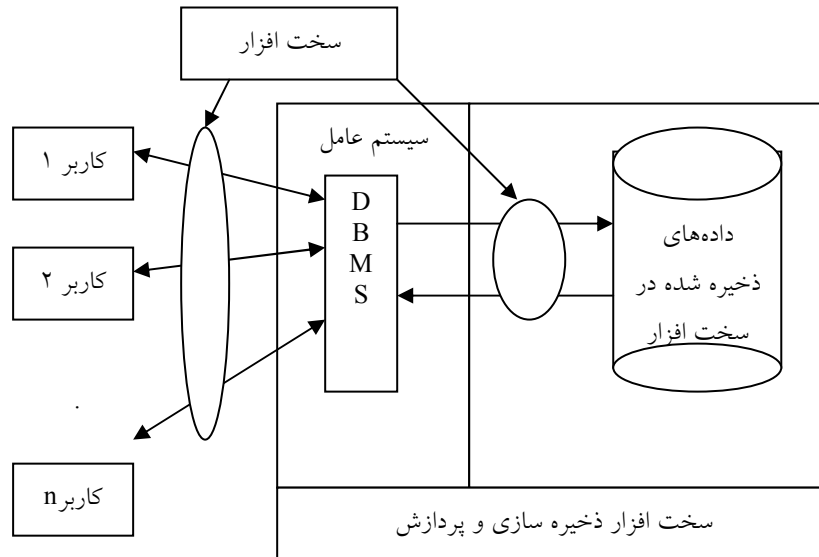 سخت افزار
سیستم عامل
کاربر ۱
کاربر ۲
.
کاربر n
D
B
M
S
داده‌های
ذخیره شده در
سخت افزار
سخت افزار ذخیره سازی و پردازش